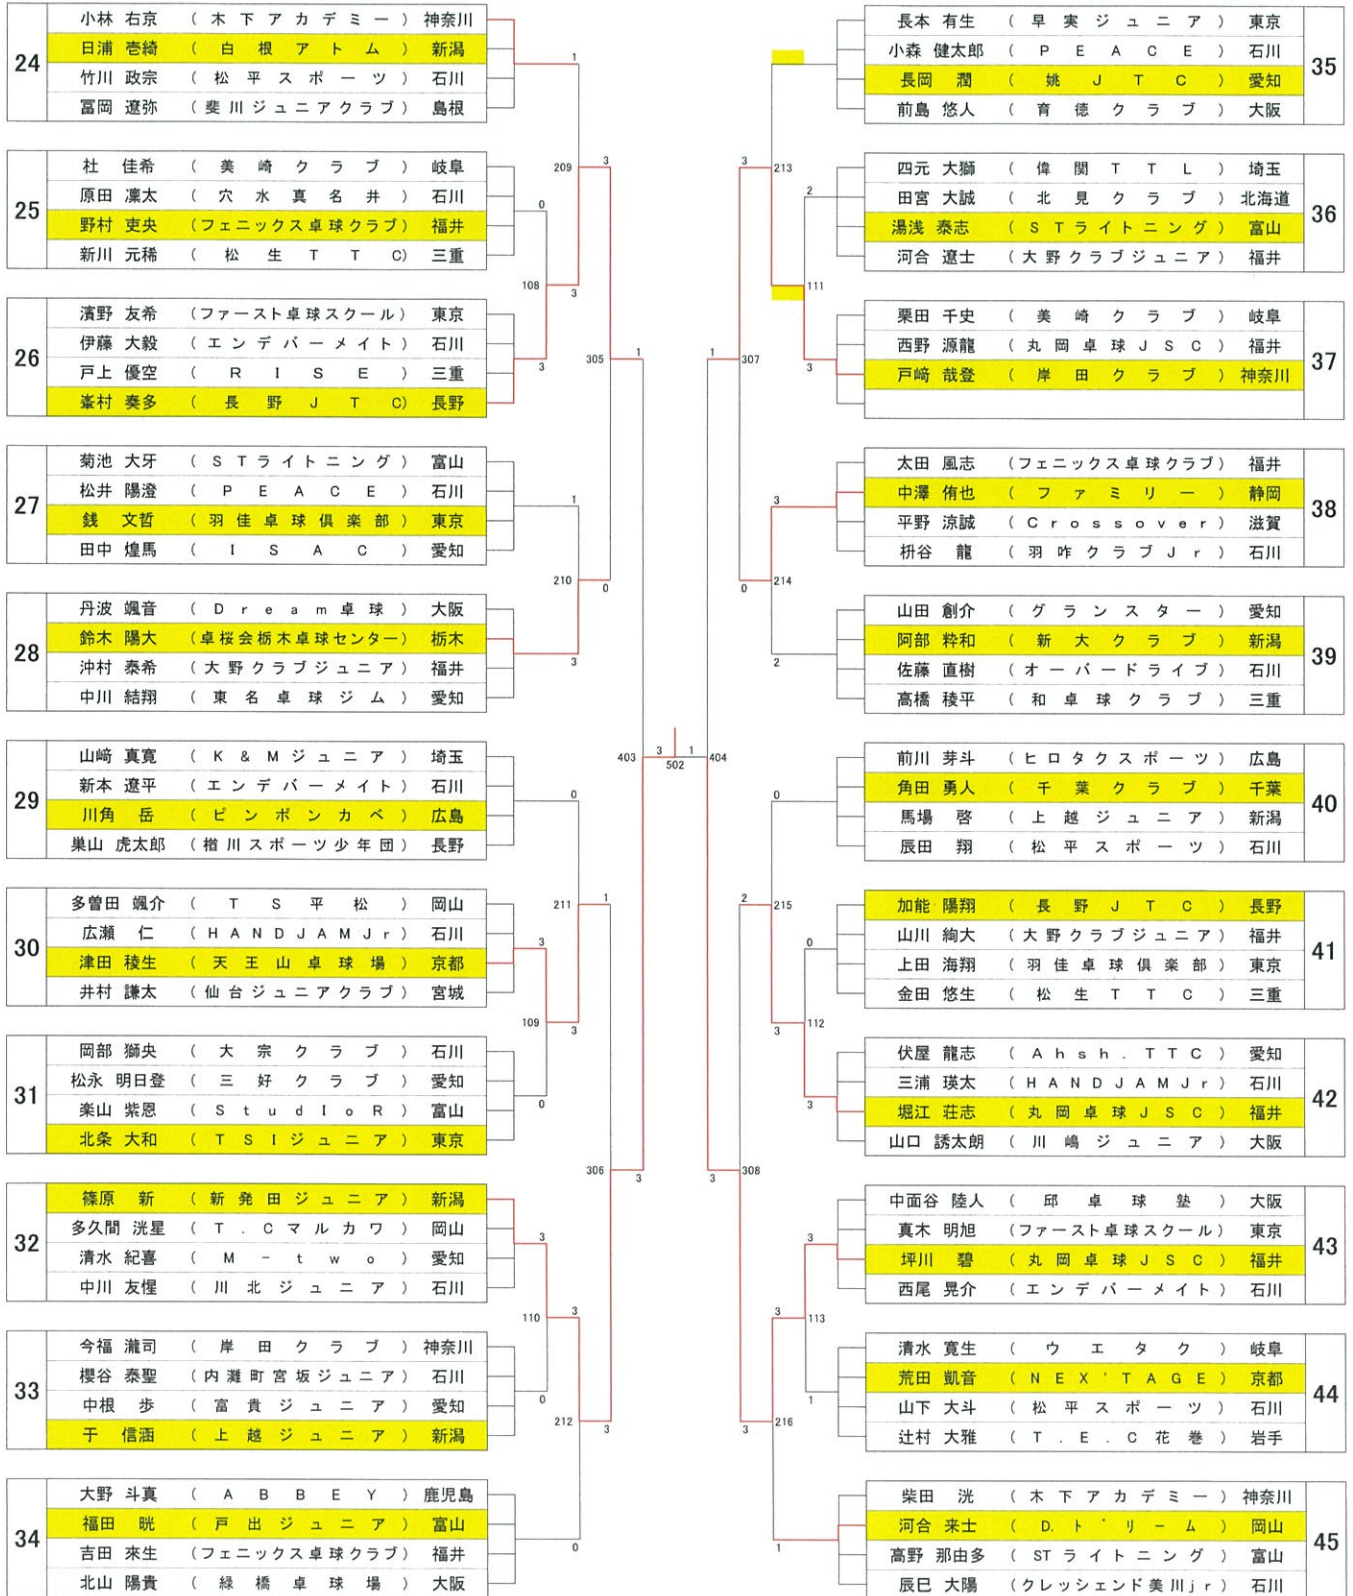 24
小林 右京 (木下アカデミー) 神奈川
日浦 壱綺 (白根アトム) 新潟
竹川 政宗 (松平スポーツ) 石川
冨岡 遼弥 (斐川ジュニアクラブ) 島根
25
杜 佳希 (美崎クラブ) 岐阜
原田 凜太 (穴水真名井) 石川
野村 吏央 (フェニックス卓球クラブ) 福井
新川 元稀 (松生TTC) 三重
26
濱野 友希 (ファースト卓球スクール) 東京
伊藤 大毅 (エンデバーメイト) 石川
戸上 優空 (RISE) 三重
峯村 奏多 (長野JTC) 長野
27
菊池 大牙 (STライトニング) 富山
松井 陽澄 (PEACE) 石川
銭 文哲 (羽佳卓球倶楽部) 東京
田中 煌馬 (ISAC) 愛知
28
丹波 颯音 (Dream卓球) 大阪
鈴木 陽大 (卓桜会栃木卓球センター) 栃木
沖村 泰希 (大野クラブジュニア) 福井
中川 結翔 (東名卓球ジム) 愛知
29
山﨑 真寛 (K&Mジュニア) 埼玉
新本 遼平 (エンデバーメイト) 石川
川角 岳 (ピンポンカベ) 広島
巣山 虎太郎 (楢川スポーツ少年団) 長野
30
多曽田 颯介 (TS平松) 岡山
広瀬 仁 (HANDJAMJr) 石川
津田 稜生 (天王山卓球場) 京都
井村 謙太 (仙台ジュニアクラブ) 宮城
31
岡部 獅央 (大宗クラブ) 石川
松永 明日登 (三好クラブ) 愛知
楽山 紫恩 (StudIoR) 富山
北条 大和 (TSIジュニア) 東京
32
篠原 新 (新発田ジュニア) 新潟
多久間 洸星 (T.Cマルカワ) 岡山
清水 紀喜 (M-two) 愛知
中川 友惺 (川北ジュニア) 石川
33
今福 瀧司 (岸田クラブ) 神奈川
櫻谷 泰聖 (内灘町宮坂ジュニア) 石川
中根 歩 (富貴ジュニア) 愛知
于 信涵 (上越ジュニア) 新潟
34
大野 斗真 (ABBEY) 鹿児島
福田 晄 (戸出ジュニア) 富山
吉田 來生 (フェニックス卓球クラブ) 福井
北山 陽貴 (緑橋卓球場) 大阪
1
209
3
0
108
3
3
305
1
1
210
0
3
0
211
1
3
109
3
0
306
3
3
110
3
0
212
3
0
403
3
502
1
404
3
213
2
111
3
1
307
3
0
214
2
0
2
215
0
3
112
3
3
308
3
3
113
1
3
216
1
長本 有生 (早実ジュニア) 東京
小森 健太郎 (PEACE) 石川
長岡 潤 (姚JTC) 愛知
前島 悠人 (育徳クラブ) 大阪
35
四元 大獅 (偉関TTL) 埼玉
田宮 大誠 (北見クラブ) 北海道
湯浅 泰志 (STライトニング) 富山
河合 遼士 (大野クラブジュニア) 福井
36
栗田 千史 (美崎クラブ) 岐阜
西野 源龍 (丸岡卓球JSC) 福井
戸﨑 哉登 (岸田クラブ) 神奈川
37
太田 風志 (フェニックス卓球クラブ) 福井
中澤 侑也 (ファミリー) 静岡
平野 涼誠 (Crossover) 滋賀
枡谷 龍 (羽咋クラブJr) 石川
38
山田 創介 (グランスター) 愛知
阿部 粋和 (新大クラブ) 新潟
佐藤 直樹 (オーバードライブ) 石川
高橋 稜平 (和卓球クラブ) 三重
39
前川 芽斗 (ヒロタクスポーツ) 広島
角田 勇人 (千葉クラブ) 千葉
馬場 啓 (上越ジュニア) 新潟
辰田 翔 (松平スポーツ) 石川
40
加能 陽翔 (長野JTC) 長野
山川 絢大 (大野クラブジュニア) 福井
上田 海翔 (羽佳卓球倶楽部) 東京
金田 悠生 (松生TTC) 三重
41
伏屋 龍志 (Ahsh.TTC) 愛知
三浦 瑛太 (HANDJAMJr) 石川
堀江 荘志 (丸岡卓球JSC) 福井
山口 誘太朗 (川嶋ジュニア) 大阪
42
中面谷 陸人 (邱卓球塾) 大阪
真木 明旭 (ファースト卓球スクール) 東京
坪川 碧 (丸岡卓球JSC) 福井
西尾 晃介 (エンデバーメイト) 石川
43
清水 寛生 (ウエタク) 岐阜
荒田 凱音 (NEX'TAGE) 京都
山下 大斗 (松平スポーツ) 石川
辻村 大雅 (T.E.C花巻) 岩手
44
柴田 洸 (木下アカデミー) 神奈川
河合 来士 (D.ドリーム) 岡山
高野 那由多 (STライトニング) 富山
辰巳 大陽 (クレッシェンド美川jr) 石川
45